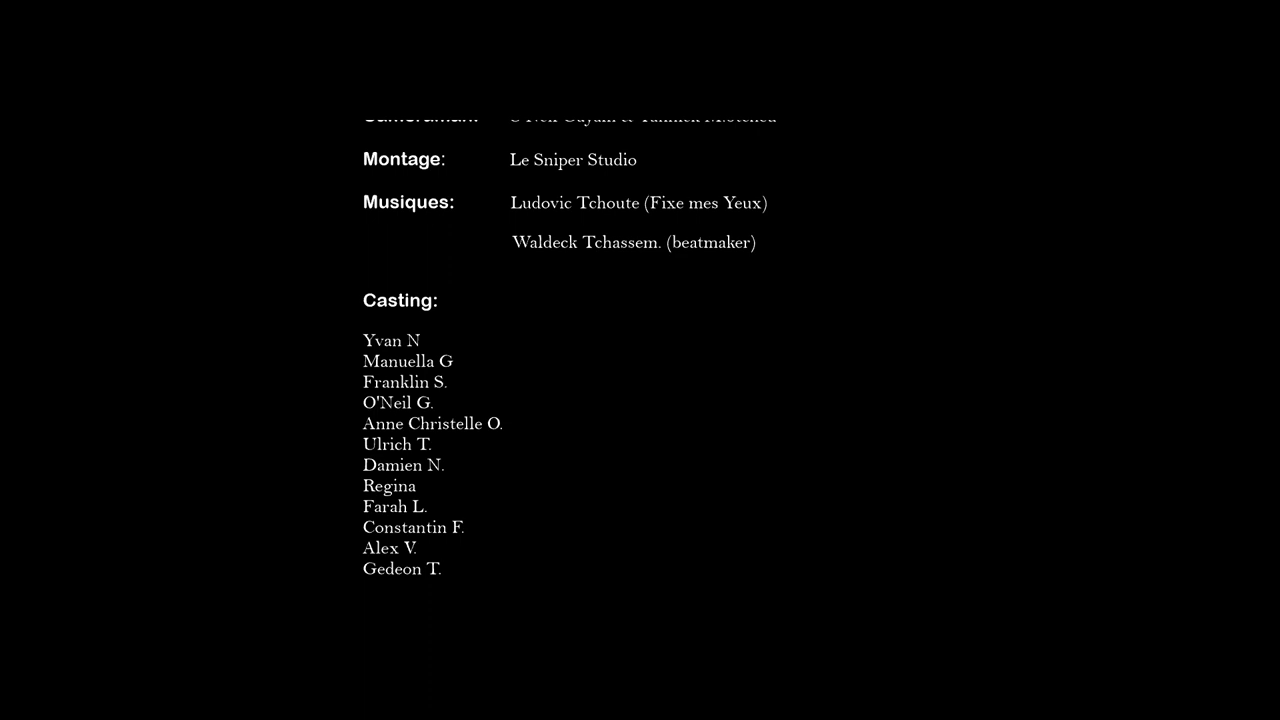 Cameraman:
Montage: Le Sniper Studio
Musiques: Ludovic Tchoute (Fixe mes Yeux)
Waldeck Tchassem. (beatmaker)
Casting:
Yvan N
Manuella G
Franklin S.
O'Neil G.
Anne Christelle O.
Ulrich T.
Damien N.
Regina
Farah L.
Constantin F.
Alex V.
Gedeon T.